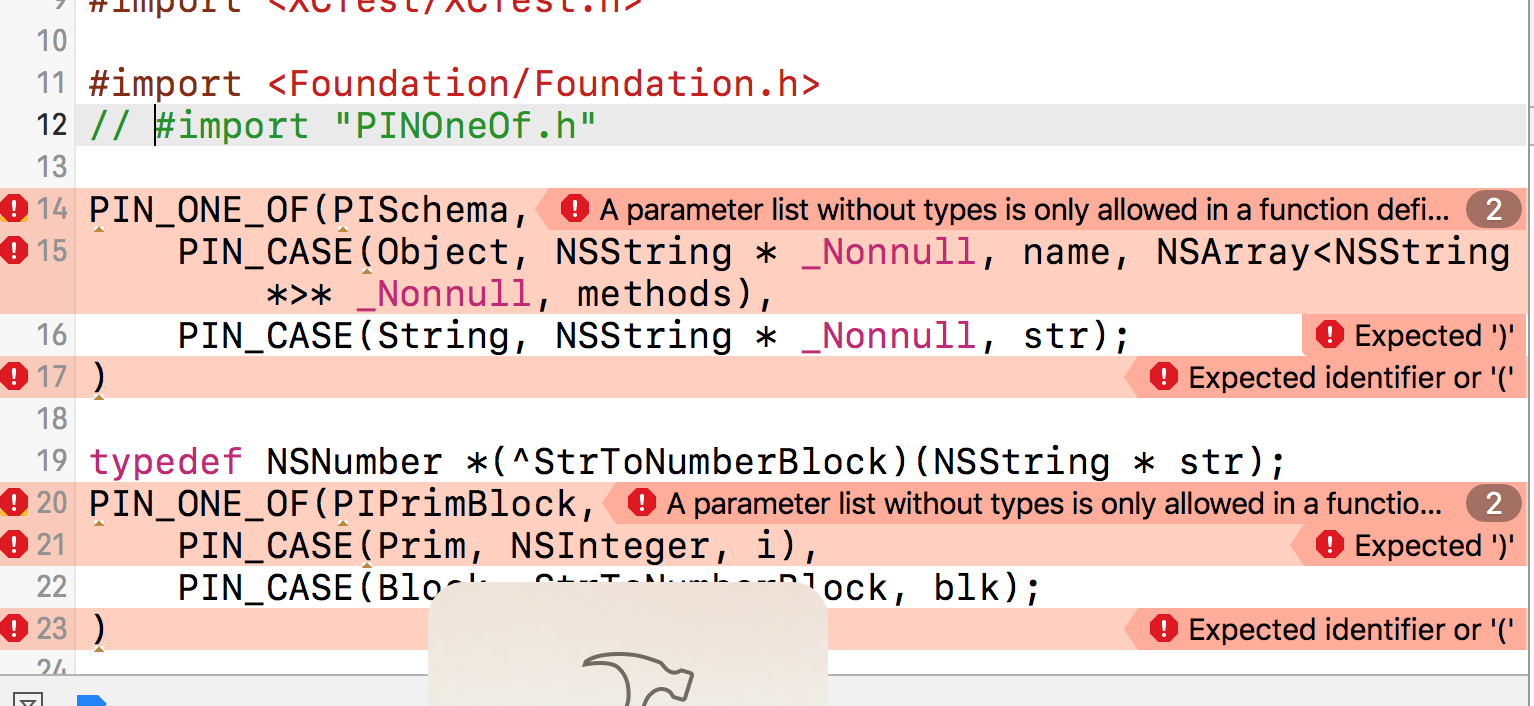 9 #import <XCTest/XCTest.h>
10
11 #import <Foundation/Foundation.h>
12 // #import "PINOneOf.h"
13
14 PIN_ONE_OF(PISchema, A parameter list without types is only allowed in a function defi... 2
15 PIN_CASE(Object, NSString * _Nonnull, name, NSArray<NSString
*>* _Nonnull, methods),
16 PIN_CASE(String, NSString * _Nonnull, str); Expected ')'
17 ) Expected identifier or '('
18
19 typedef NSNumber *(^StrToNumberBlock)(NSString * str);
20 PIN_ONE_OF(PIPrimBlock, A parameter list without types is only allowed in a functio... 2
21 PIN_CASE(Prim, NSInteger, i), Expected ')'
22 PIN_CASE(Block, StrToNumberBlock, blk);
23 ) Expected identifier or '('
24